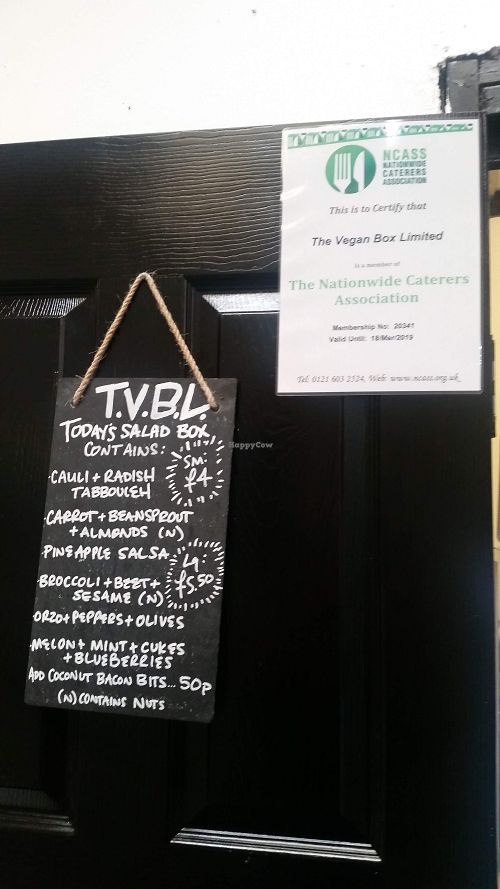 NCASS
NATIONWIDE
CATERERS
ASSOCIATION
This is to Certify that
The Vegan Box Limited
is a member of
The Nationwide Caterers
Association
Membership No: 20341
Valid Until: 18/Mar/2019
Tel: 0121 603 2524, Web: www.ncass.org.uk
T.V.B.L.
TODAY'S SALAD BOX
CONTAINS:
SM:
£4
·CAULI + RADISH
TABBOULEH
·CARROT + BEANSPROUT
+ ALMONDS (N)
·PINEAPPLE SALSA
L:
£5.50
·BROCCOLI + BEET +
SESAME (N)
·ORZO + PEPPERS + OLIVES
·MELON + MINT + CUKES
+ BLUEBERRIES
ADD COCONUT BACON BITS... 50p
(N) CONTAINS NUTS
HappyCow